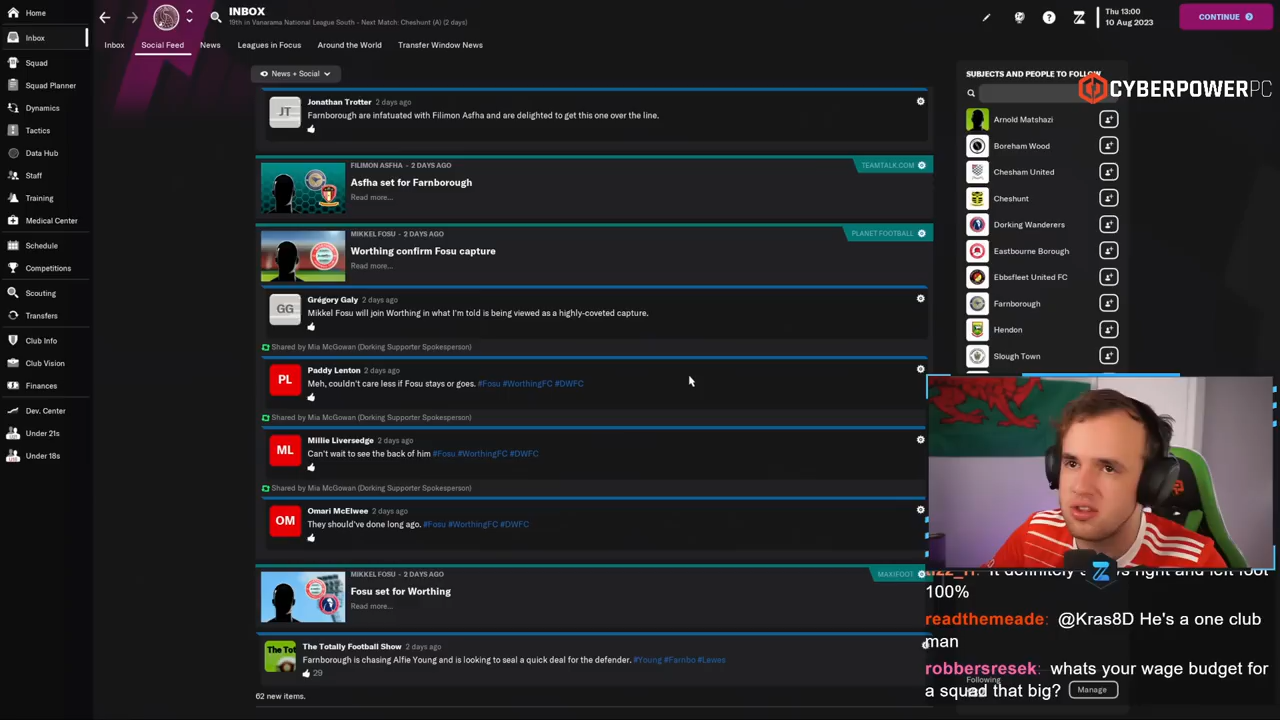 Home
INBOX
19th in Vanarama National League South - Next Match: Cheshunt (A) (2 days)
Thu 13:00
10 Aug 2023
CONTINUE
Inbox
Squad
Squad Planner
Dynamics
Tactics
Data Hub
Staff
Training
Medical Center
Schedule
Competitions
Scouting
Transfers
Club Info
Club Vision
Finances
Dev. Center
Under 21s
Under 18s
Inbox
Social Feed
News
Leagues in Focus
Around the World
Transfer Window News
News + Social
JT
Jonathan Trotter 2 days ago
Farnborough are infatuated with Filimon Asfha and are delighted to get this one over the line.
FILIMON ASFHA - 2 DAYS AGO
TEAMTALK.COM
Asfha set for Farnborough
Read more...
MIKKEL FOSU - 2 DAYS AGO
PLANET FOOTBALL
Worthing confirm Fosu capture
Read more...
GG
Grégory Galy 2 days ago
Mikkel Fosu will join Worthing in what I'm told is being viewed as a highly-coveted capture.
Shared by Mia McGowan (Dorking Supporter Spokesperson)
PL
Paddy Lenton 2 days ago
Meh, couldn't care less if Fosu stays or goes. #Fosu #WorthingFC #DWFC
Shared by Mia McGowan (Dorking Supporter Spokesperson)
ML
Millie Liversedge 2 days ago
Can't wait to see the back of him #Fosu #WorthingFC #DWFC
Shared by Mia McGowan (Dorking Supporter Spokesperson)
OM
Omari McElwee 2 days ago
They should've done long ago. #Fosu #WorthingFC #DWFC
MIKKEL FOSU - 2 DAYS AGO
MAXIFOOT
Fosu set for Worthing
Read more...
The Tot
The Totally Football Show 2 days ago
Farnborough is chasing Alfie Young and is looking to seal a quick deal for the defender. #Young #Farnbo #Lewes
29
62 new items.
SUBJECTS AND PEOPLE TO FOLLOW
CYBERPOWERPC
Arnold Matshazi
Boreham Wood
Chesham United
Cheshunt
Dorking Wanderers
Eastbourne Borough
Ebbsfleet United FC
Farnborough
Hendon
Slough Town
right and left foot
100%
readthemeade: @Kras8D He's a one club
man
robbersresek: whats your wage budget for
a squad that big?
Following
Manage